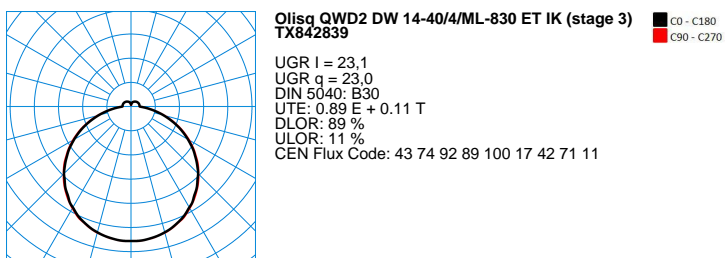 Olisq QWD2 DW 14-40/4/ML-830 ET IK (stage 3)
TX842839
C0 - C180
C90 - C270
UGR l = 23,1
UGR q = 23,0
DIN 5040: B30
UTE: 0.89 E + 0.11 T
DLOR: 89 %
ULOR: 11 %
CEN Flux Code: 43 74 92 89 100 17 42 71 11